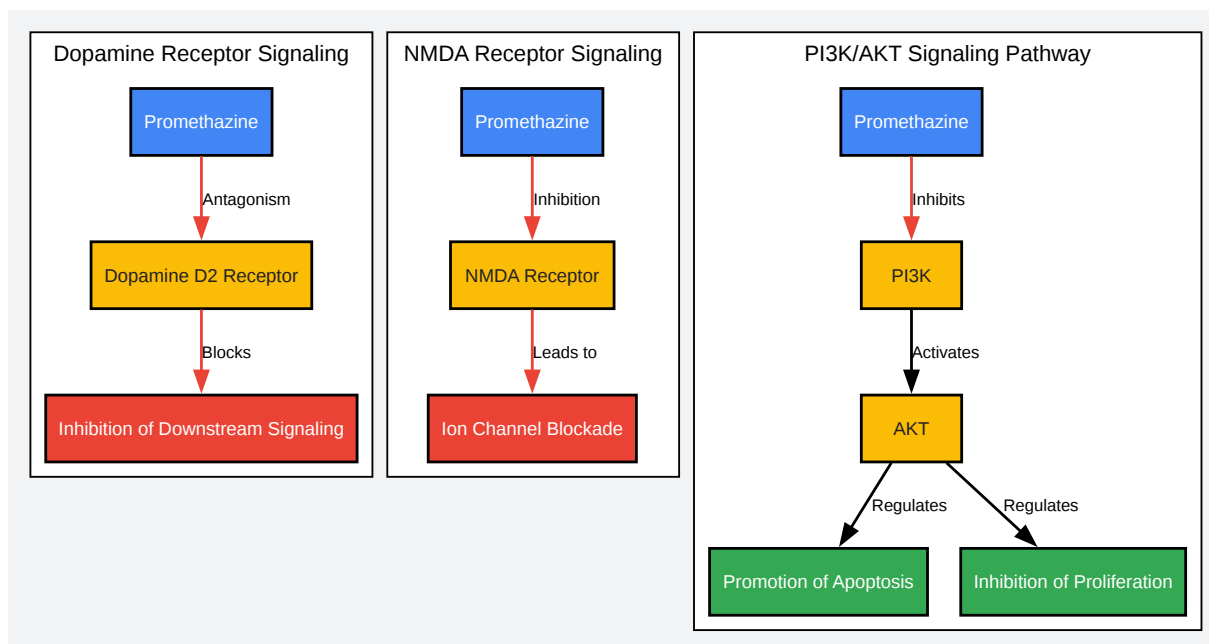 Dopamine Receptor Signaling
Promethazine
Antagonism
Dopamine D2 Receptor
Blocks
Inhibition of Downstream Signaling
NMDA Receptor Signaling
Promethazine
Inhibition
NMDA Receptor
Leads to
Ion Channel Blockade
PI3K/AKT Signaling Pathway
Promethazine
Inhibits
PI3K
Activates
AKT
Regulates
Regulates
Promotion of Apoptosis
Inhibition of Proliferation